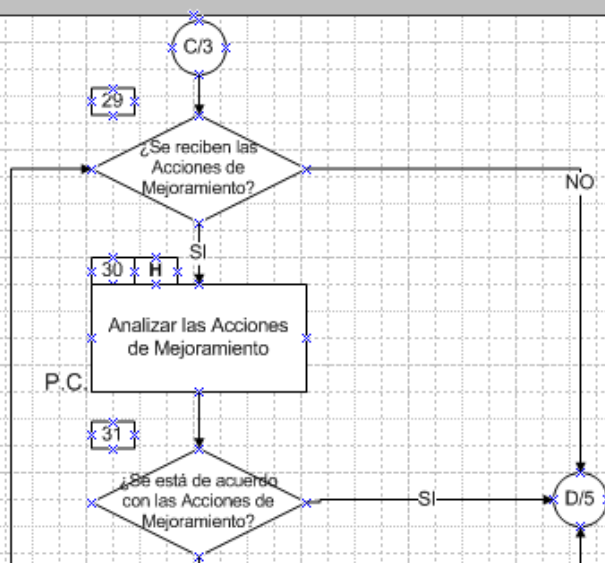 C/3
29
¿Se reciben las
Acciones de
Mejoramiento?
NO
SI
30 H
Analizar las Acciones
de Mejoramiento
P.C.
31
¿Se está de acuerdo
con las Acciones de
Mejoramiento?
SI
D/5